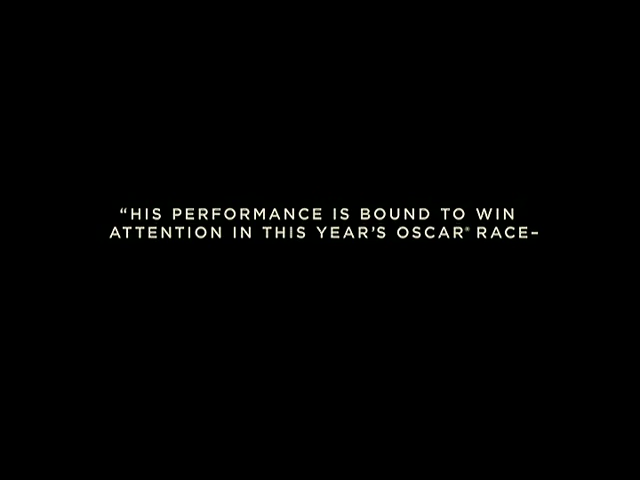 “HIS PERFORMANCE IS BOUND TO WIN
ATTENTION IN THIS YEAR’S OSCAR® RACE–